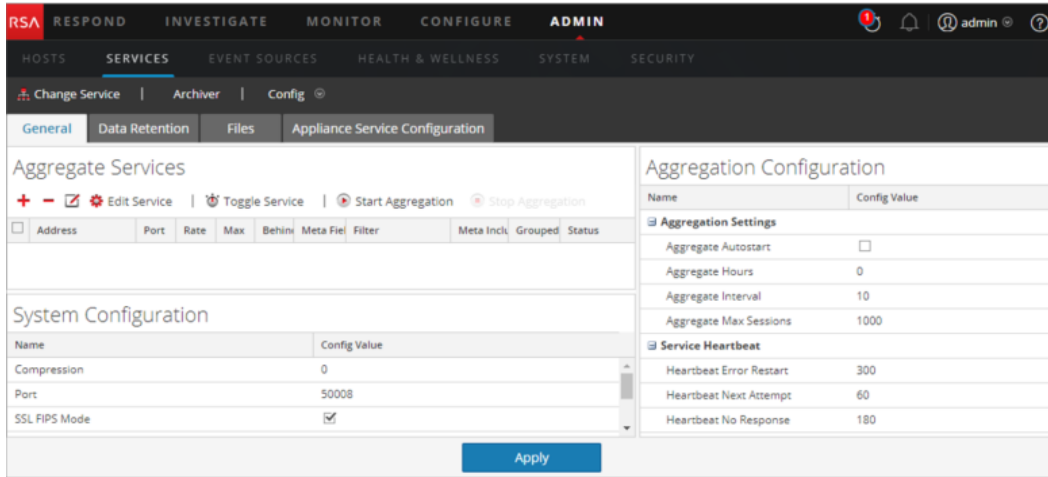 RSA RESPOND INVESTIGATE MONITOR CONFIGURE ADMIN 1 admin ?
HOSTS SERVICES EVENT SOURCES HEALTH & WELLNESS SYSTEM SECURITY
Change Service | Archiver | Config
General Data Retention Files Appliance Service Configuration
Aggregate Services
Edit Service | Toggle Service | Start Aggregation Stop Aggregation
Address Port Rate Max Behin Meta Fiel Filter Meta Inclu Grouped Status
System Configuration
Name Config Value
Compression 0
Port 50008
SSL FIPS Mode
Aggregation Configuration
Name Config Value
Aggregation Settings
Aggregate Autostart
Aggregate Hours 0
Aggregate Interval 10
Aggregate Max Sessions 1000
Service Heartbeat
Heartbeat Error Restart 300
Heartbeat Next Attempt 60
Heartbeat No Response 180
Apply